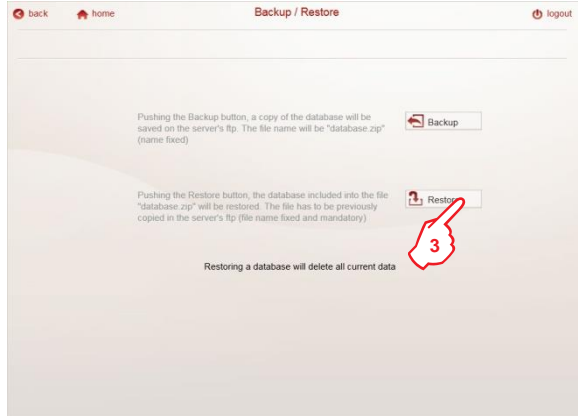 back home Backup / Restore logout
Pushing the Backup button, a copy of the database will be
saved on the server's ftp. The file name will be "database.zip"
(name fixed)
Backup
Pushing the Restore button, the database included into the file
"database.zip" will be restored. The file has to be previously
copied in the server's ftp (file name fixed and mandatory)
Restore
3
Restoring a database will delete all current data